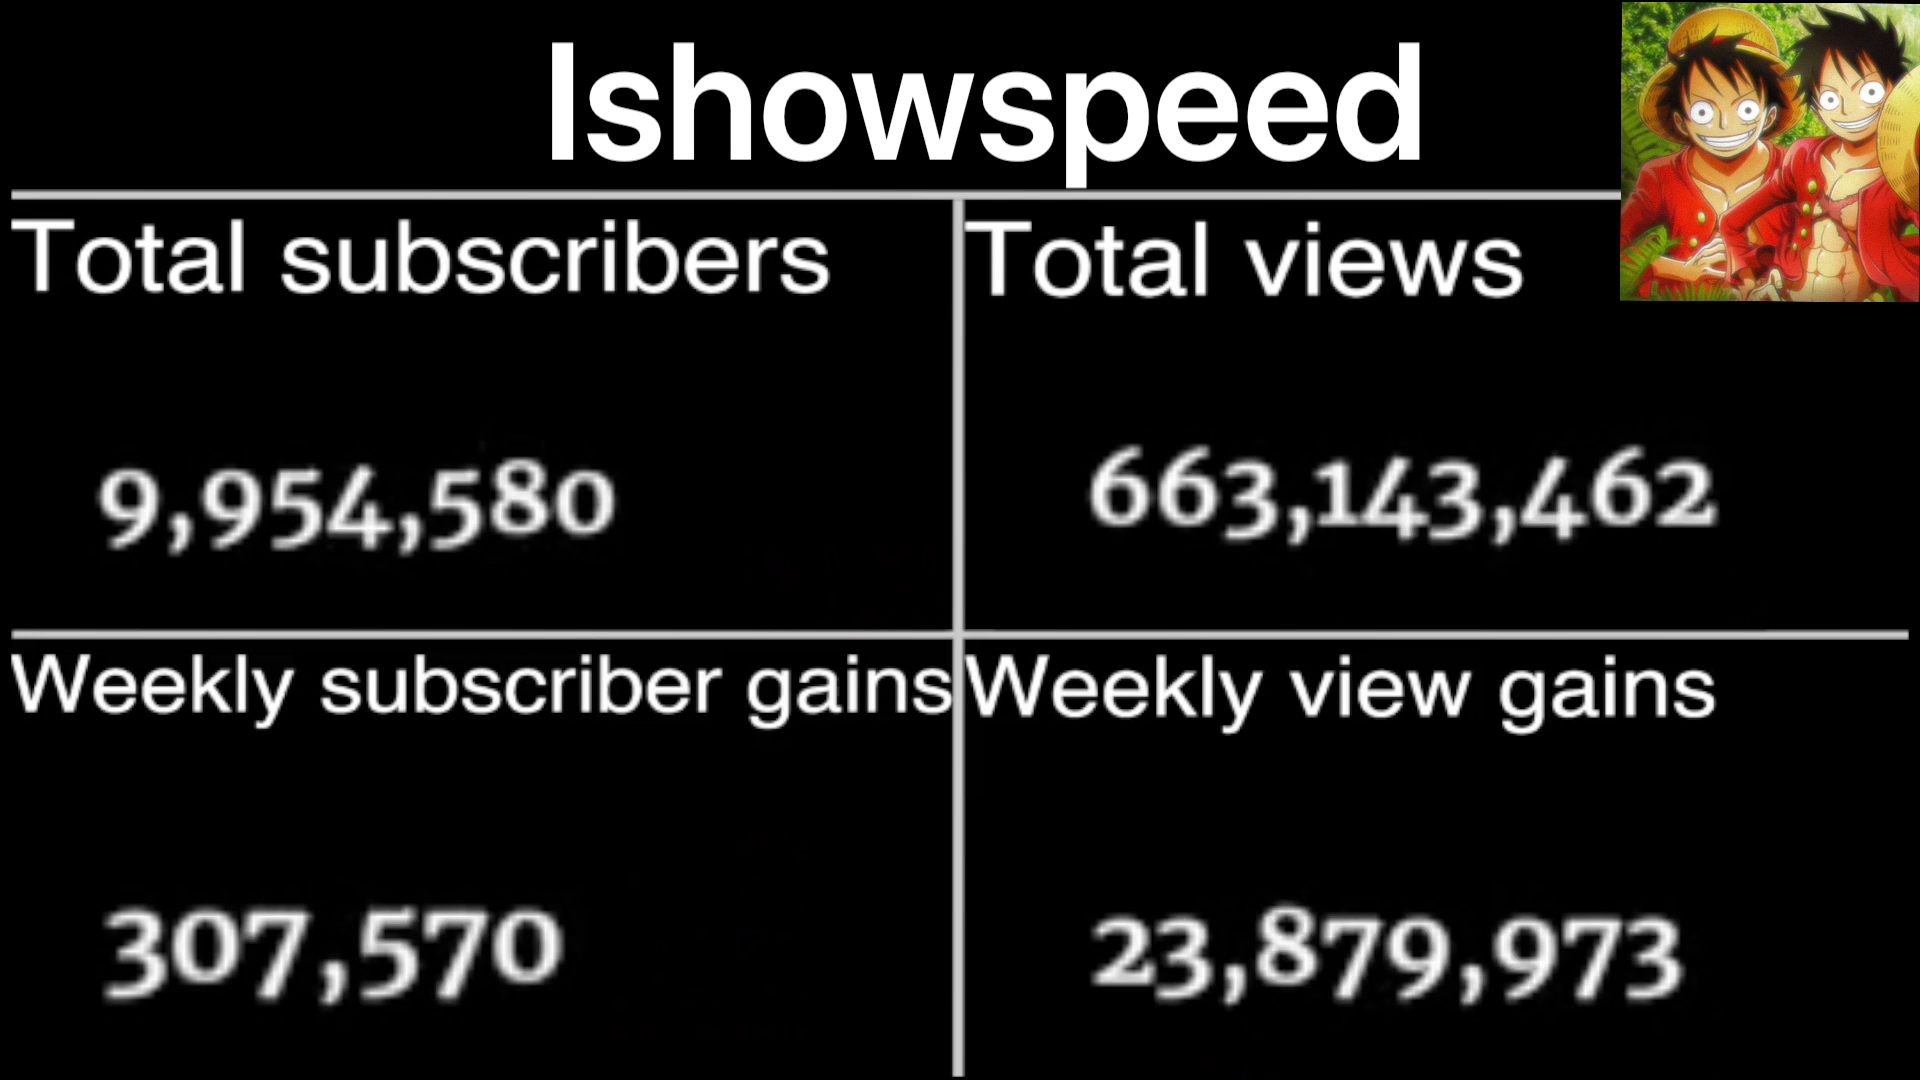 Ishowspeed
Total subscribers
Total views
9,954,580
663,143,462
Weekly subscriber gains
Weekly view gains
307,570
23,879,973